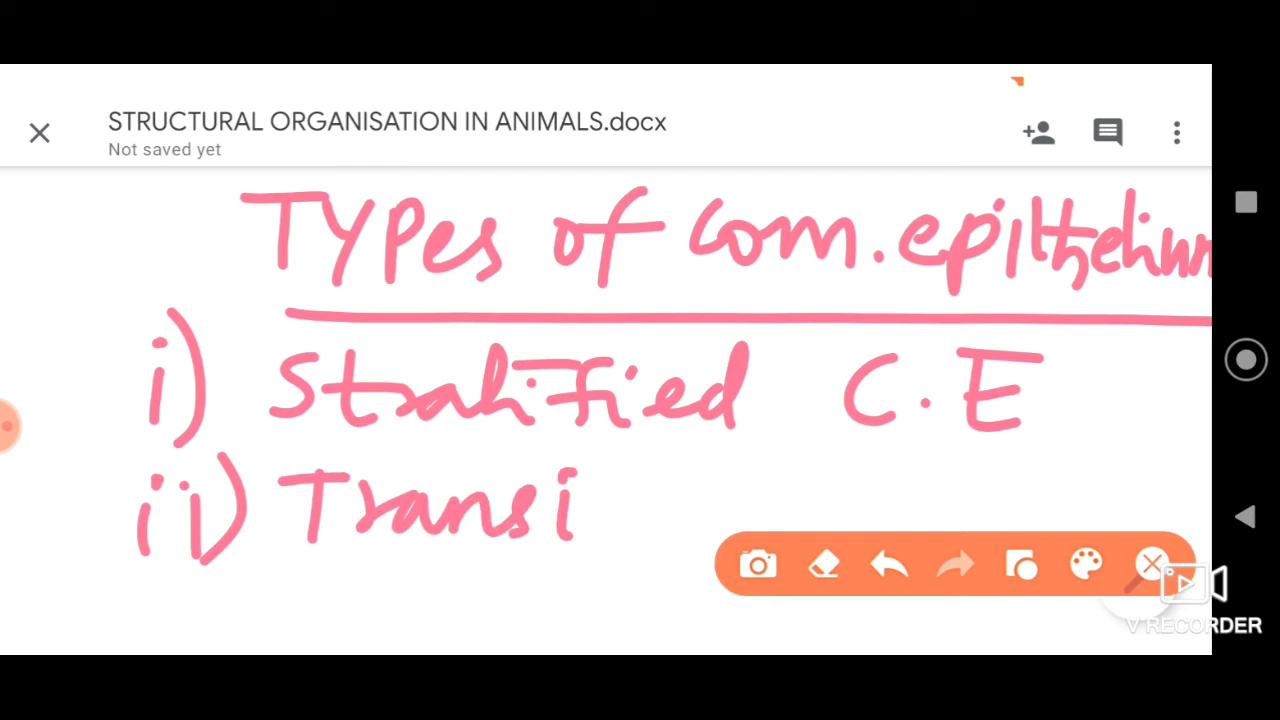 STRUCTURAL ORGANISATION IN ANIMALS.docx
Not saved yet
Types of com. epithelium
i) Stratified C.E
ii) Transi
V RECORDER